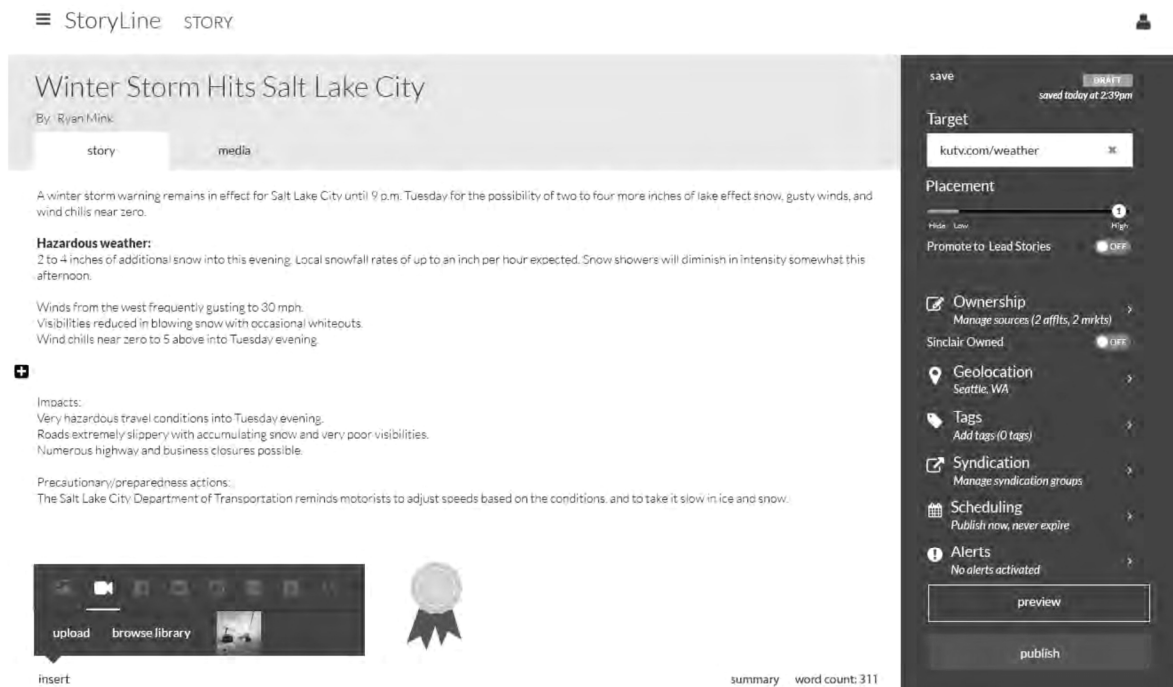 StoryLine STORY
Winter Storm Hits Salt Lake City
By: Ryan Mink
story media
A winter storm warning remains in effect for Salt Lake City until 9 p.m. Tuesday for the possibility of two to four more inches of lake effect snow, gusty winds, and
wind chills near zero.
Hazardous weather:
2 to 4 inches of additional snow into this evening. Local snowfall rates of up to an inch per hour expected. Snow showers will diminish in intensity somewhat this
afternoon.
Winds from the west frequently gusting to 30 mph.
Visibilities reduced in blowing snow with occasional whiteouts.
Wind chills near zero to 5 above into Tuesday evening.
Impacts:
Very hazardous travel conditions into Tuesday evening.
Roads extremely slippery with accumulating snow and very poor visibilities.
Numerous highway and business closures possible.
Precautionary/preparedness actions:
The Salt Lake City Department of Transportation reminds motorists to adjust speeds based on the conditions, and to take it slow in ice and snow.
upload browse library
insert
summary word count: 311
save DRAFT
saved today at 2:39pm
Target
kutv.com/weather
Placement
1
Hide Low High
Promote to Lead Stories OFF
Ownership
Manage sources (2 afflts, 2 mrkts)
Sinclair Owned OFF
Geolocation
Seattle, WA
Tags
Add tags (0 tags)
Syndication
Manage syndication groups
Scheduling
Publish now, never expire
Alerts
No alerts activated
preview
publish